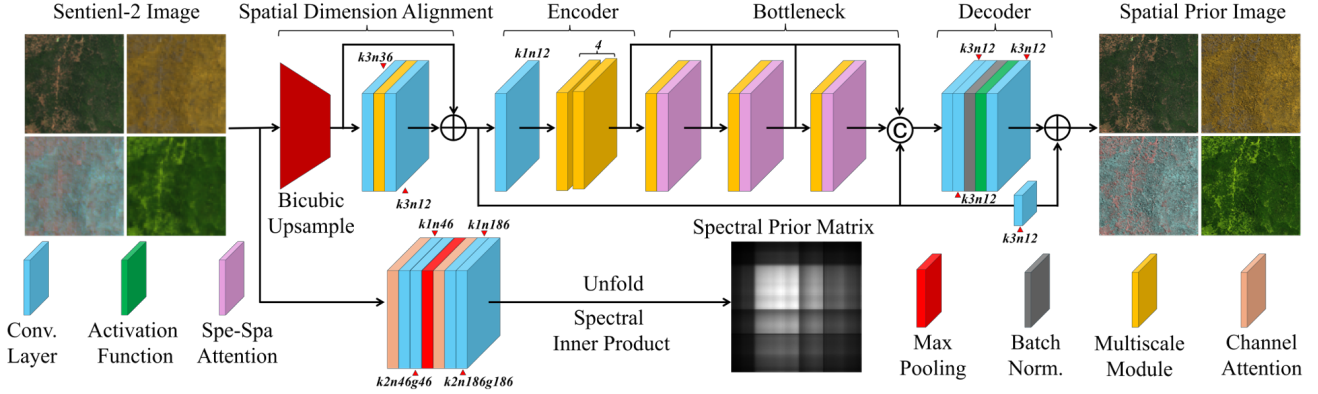 Sentienl-2 Image
Spatial Dimension Alignment
Encoder
Bottleneck
Decoder
Spatial Prior Image
k3n36
k1n12
4
k3n12
k3n12
C
Bicubic
Upsample
k3n12
k3n12
k3n12
k1n46
k1n186
Spectral Prior Matrix
Unfold
Spectral
Inner Product
k2n46g46
k2n186g186
Conv.
Layer
Activation
Function
Spe-Spa
Attention
Max
Pooling
Batch
Norm.
Multiscale
Module
Channel
Attention